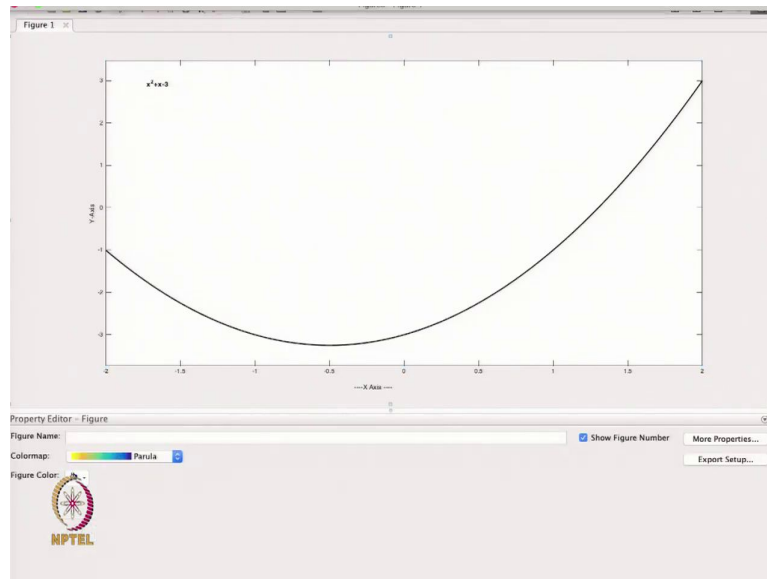 Figure 1
x²+x-3
3
2
1
0
-1
-2
-3
Y-Axis
-2
-1.5
-1
-0.5
0
0.5
1
1.5
2
----X Axis ----
Property Editor - Figure
Figure Name:
Show Figure Number
More Properties...
Colormap:
Parula
Export Setup...
Figure Color:
NPTEL